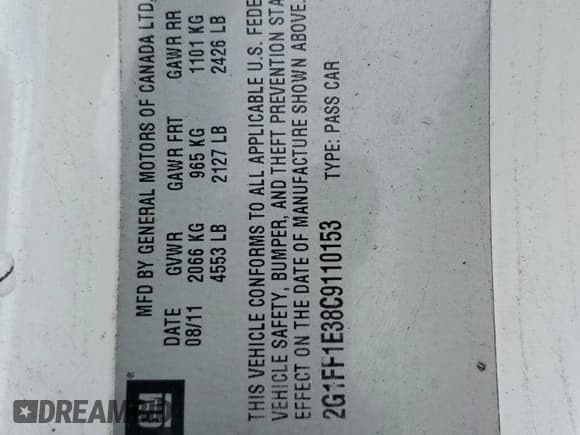 MFD BY GENERAL MOTORS OF CANADA LTD,
DATE GVWR GAWR FRT GAWR RR
08/11 2066 KG 965 KG 1101 KG
4553 LB 2127 LB 2426 LB
THIS VEHICLE CONFORMS TO ALL APPLICABLE U.S. FEDE
VEHICLE SAFETY, BUMPER, AND THEFT PREVENTION STA
EFFECT ON THE DATE OF MANUFACTURE SHOWN ABOVE.
2G1FF1E38C9110153 TYPE: PASS CAR
GM ®